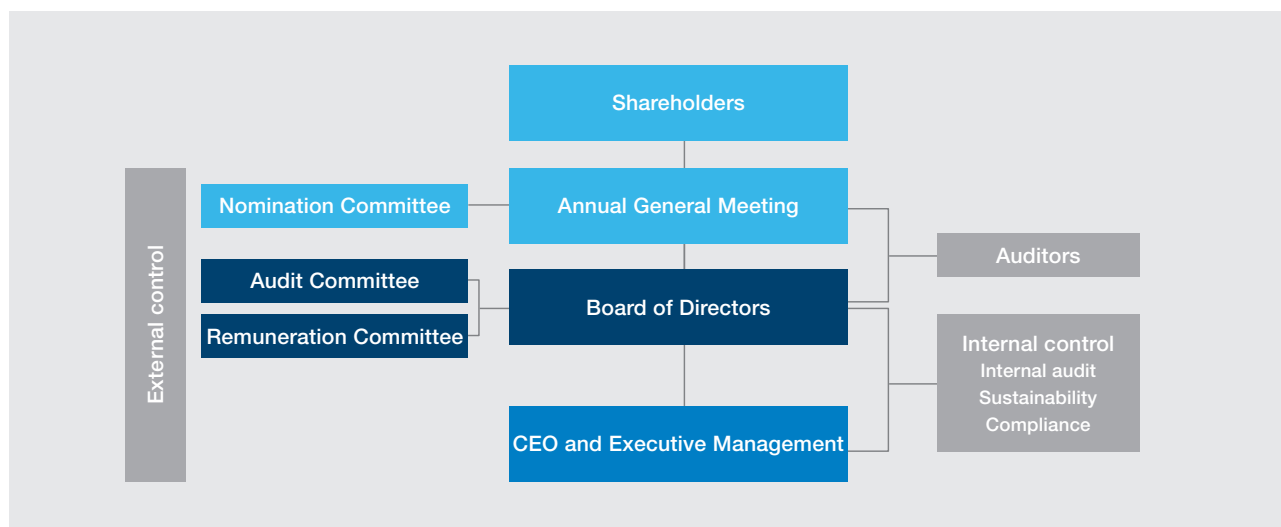 Shareholders
External control
Nomination Committee
Annual General Meeting
Auditors
Audit Committee
Remuneration Committee
Board of Directors
Internal control
Internal audit
Sustainability
Compliance
CEO and Executive Management